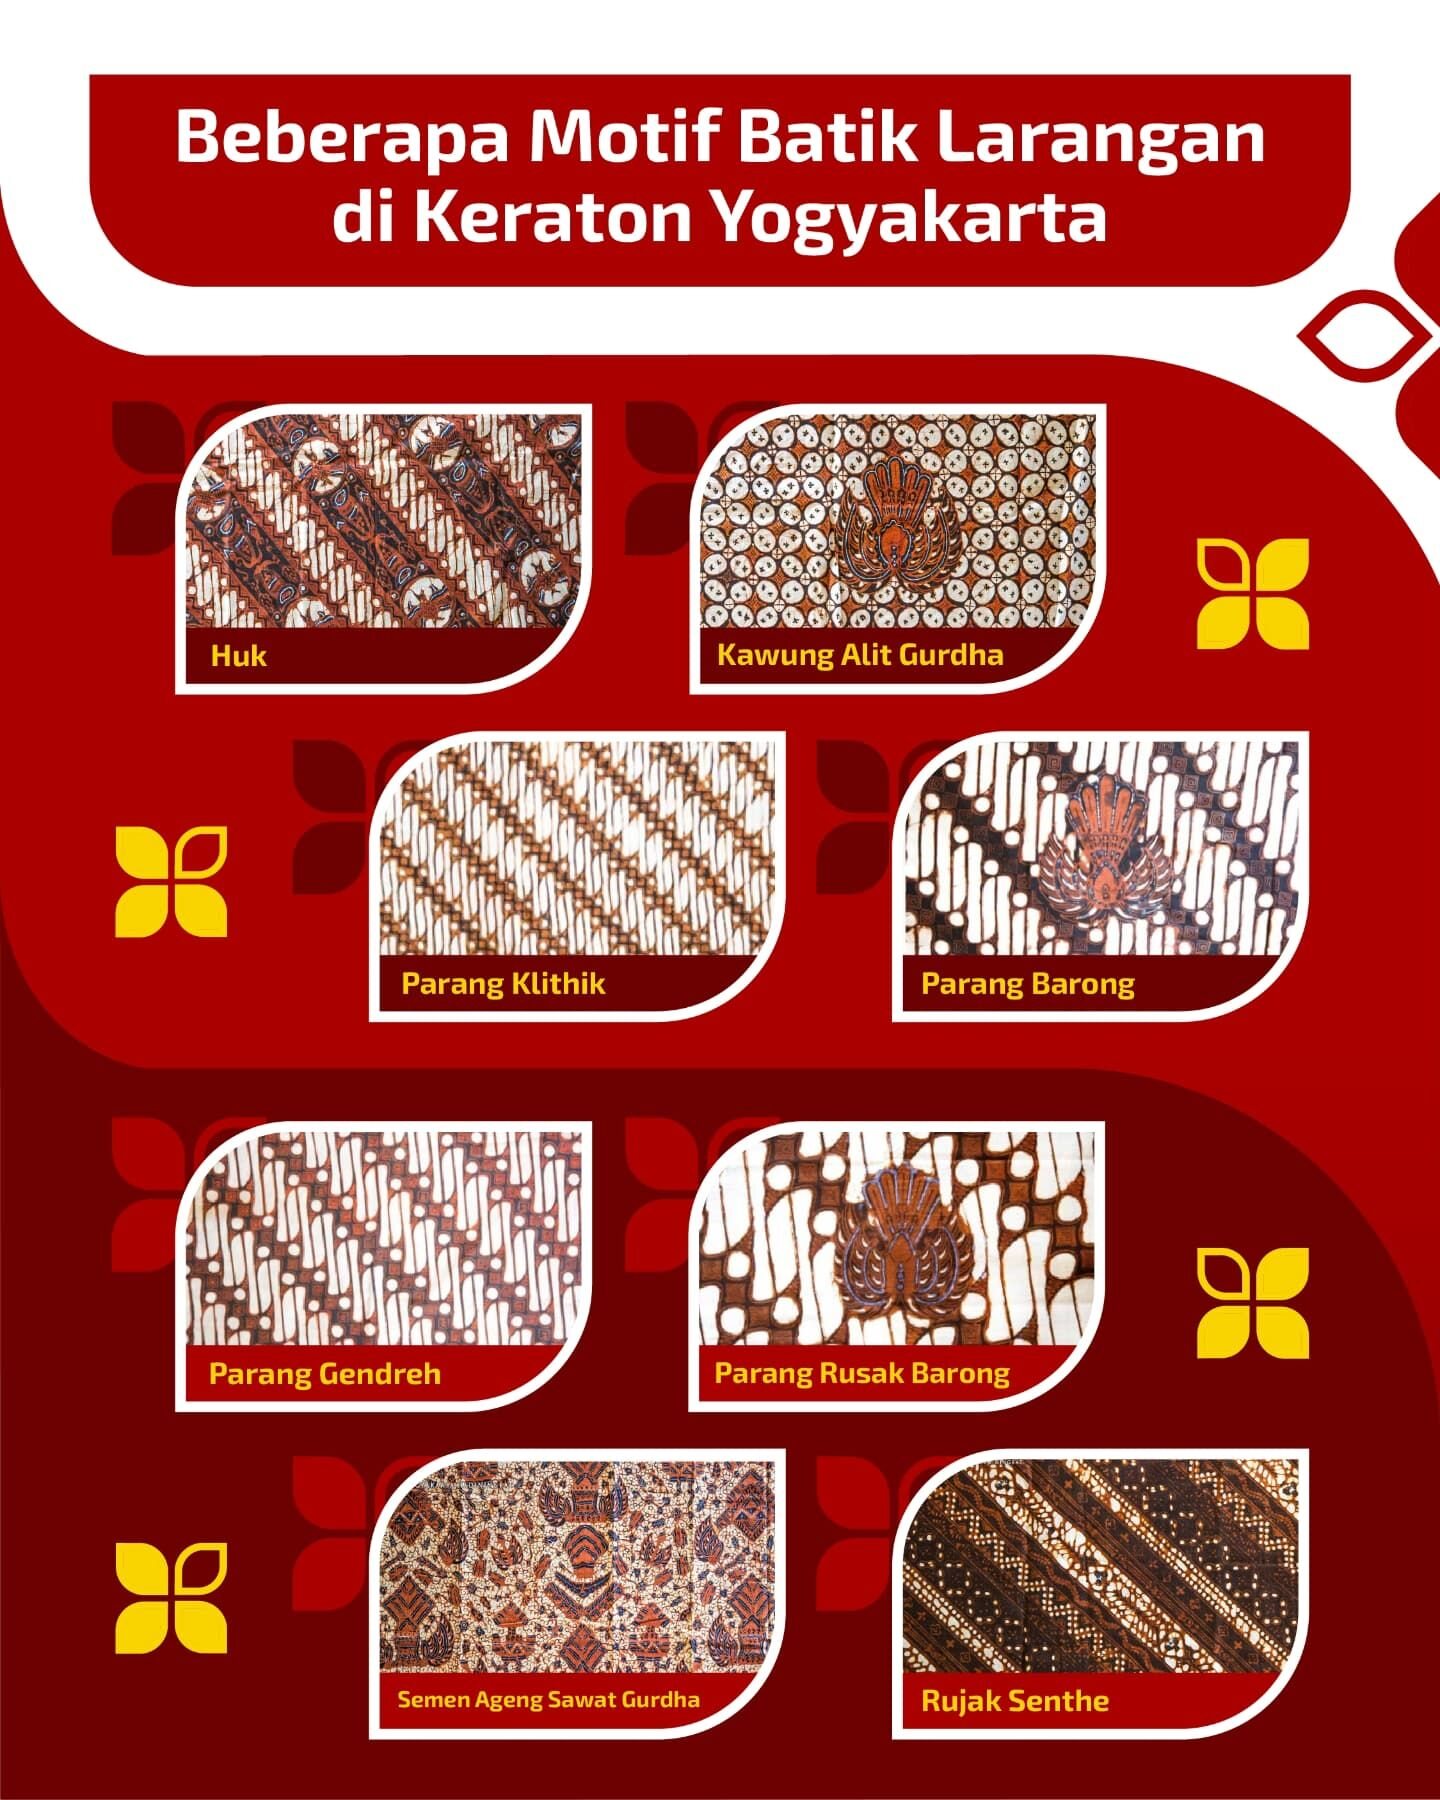 Beberapa Motif Batik Larangan
di Keraton Yogyakarta
Huk
Kawung Alit Gurdha
Parang Klithik
Parang Barong
Parang Gendreh
Parang Rusak Barong
Semen Ageng Sawat Gurdha
Rujak Senthe